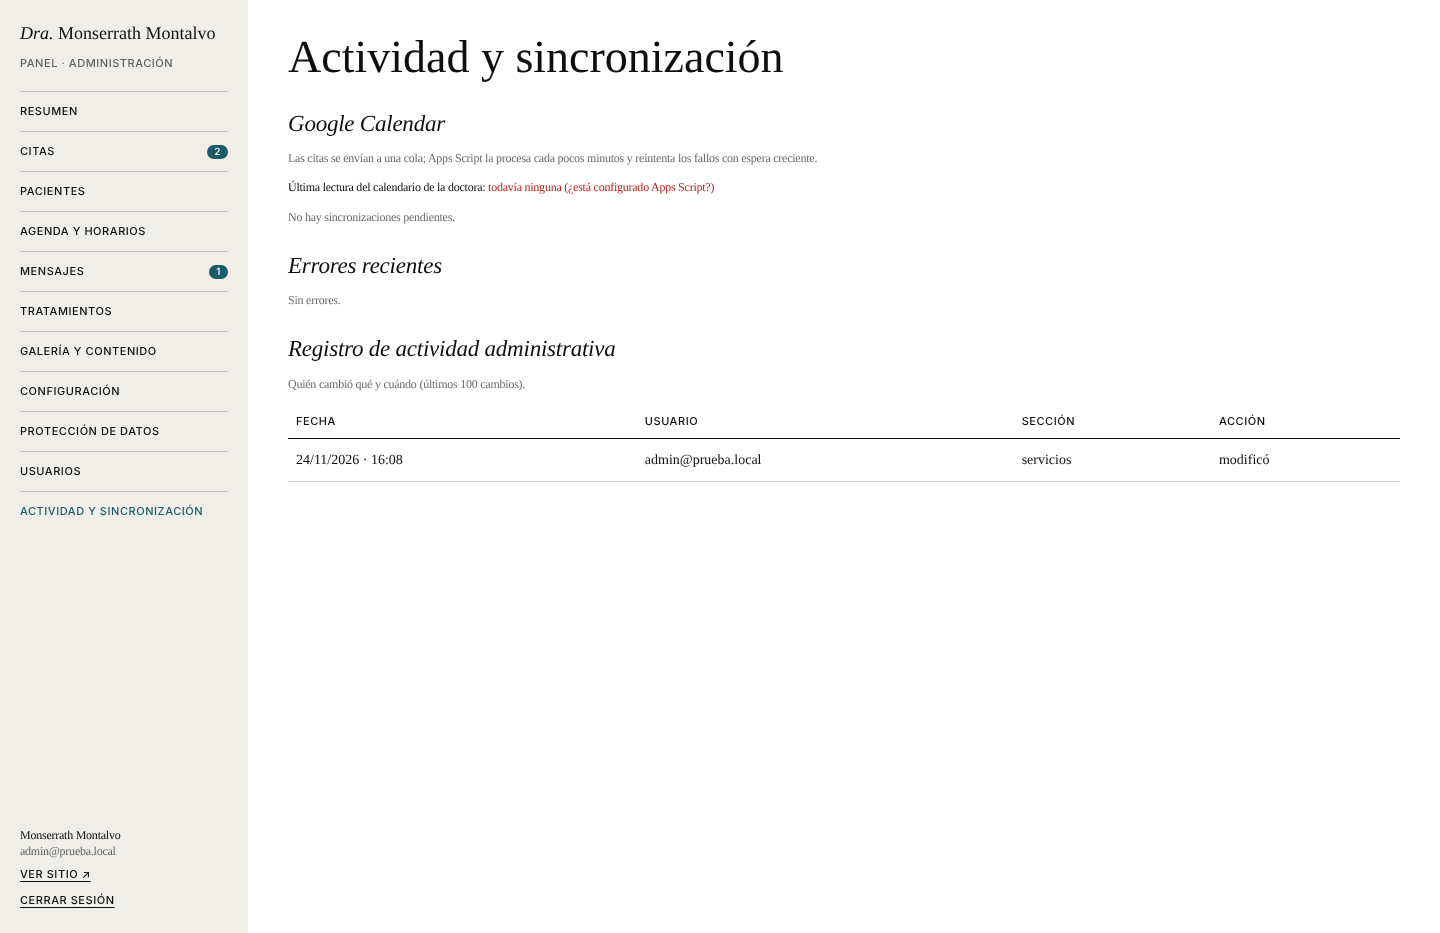 Dra. Monserrath Montalvo
PANEL · ADMINISTRACIÓN
RESUMEN
CITAS 2
PACIENTES
AGENDA Y HORARIOS
MENSAJES 1
TRATAMIENTOS
GALERÍA Y CONTENIDO
CONFIGURACIÓN
PROTECCIÓN DE DATOS
USUARIOS
ACTIVIDAD Y SINCRONIZACIÓN
Monserrath Montalvo
admin@prueba.local
VER SITIO ↗
CERRAR SESIÓN
Actividad y sincronización
Google Calendar
Las citas se envían a una cola; Apps Script la procesa cada pocos minutos y reintenta los fallos con espera creciente.
Última lectura del calendario de la doctora: todavía ninguna (¿está configurado Apps Script?)
No hay sincronizaciones pendientes.
Errores recientes
Sin errores.
Registro de actividad administrativa
Quién cambió qué y cuándo (últimos 100 cambios).
FECHA USUARIO SECCIÓN ACCIÓN
24/11/2026 · 16:08 admin@prueba.local servicios modificó